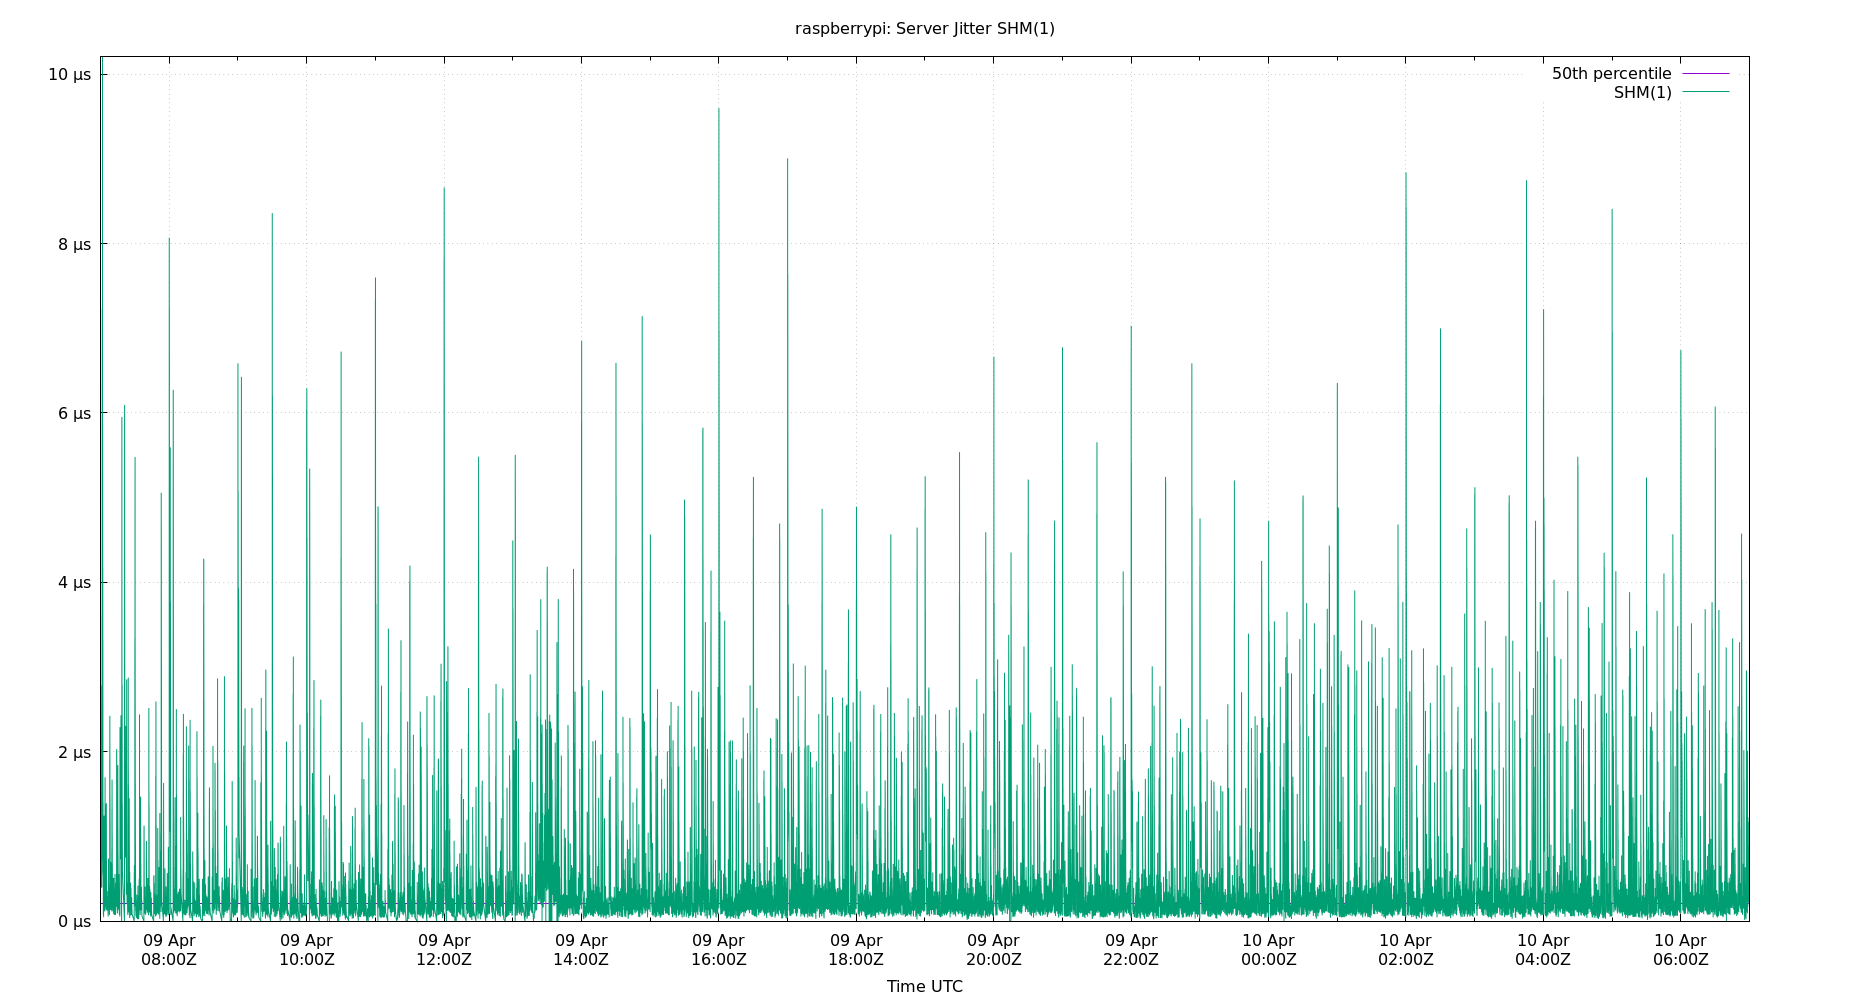 raspberrypi: Server Jitter SHM(1)
10 µs
8 µs
6 µs
4 µs
2 µs
0 µs
50th percentile
SHM(1)
09 Apr 09 Apr 09 Apr 09 Apr 09 Apr 09 Apr 09 Apr 09 Apr 10 Apr 10 Apr 10 Apr 10 Apr
08:00Z 10:00Z 12:00Z 14:00Z 16:00Z 18:00Z 20:00Z 22:00Z 00:00Z 02:00Z 04:00Z 06:00Z
Time UTC